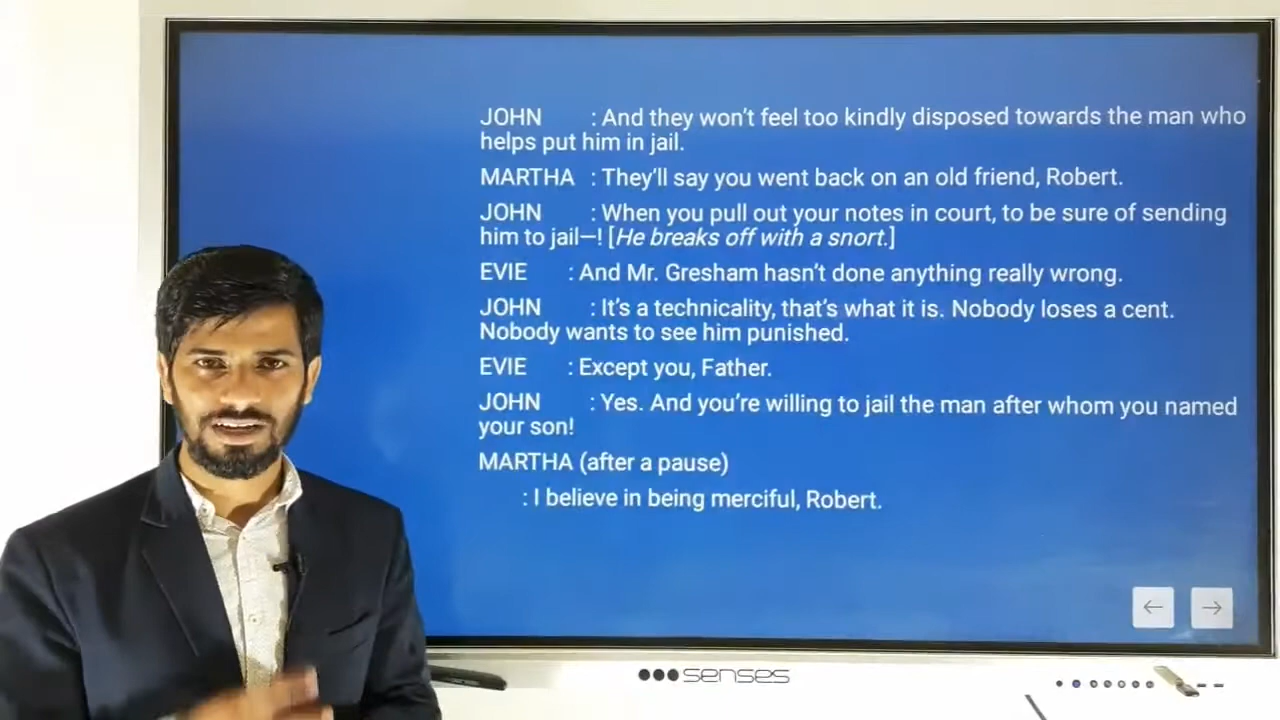 JOHN : And they won't feel too kindly disposed towards the man who
helps put him in jail.
MARTHA : They'll say you went back on an old friend, Robert.
JOHN : When you pull out your notes in court, to be sure of sending
him to jail—! [He breaks off with a snort.]
EVIE : And Mr. Gresham hasn't done anything really wrong.
JOHN : It's a technicality, that's what it is. Nobody loses a cent.
Nobody wants to see him punished.
EVIE : Except you, Father.
JOHN : Yes. And you're willing to jail the man after whom you named
your son!
MARTHA (after a pause)
: I believe in being merciful, Robert.
senses